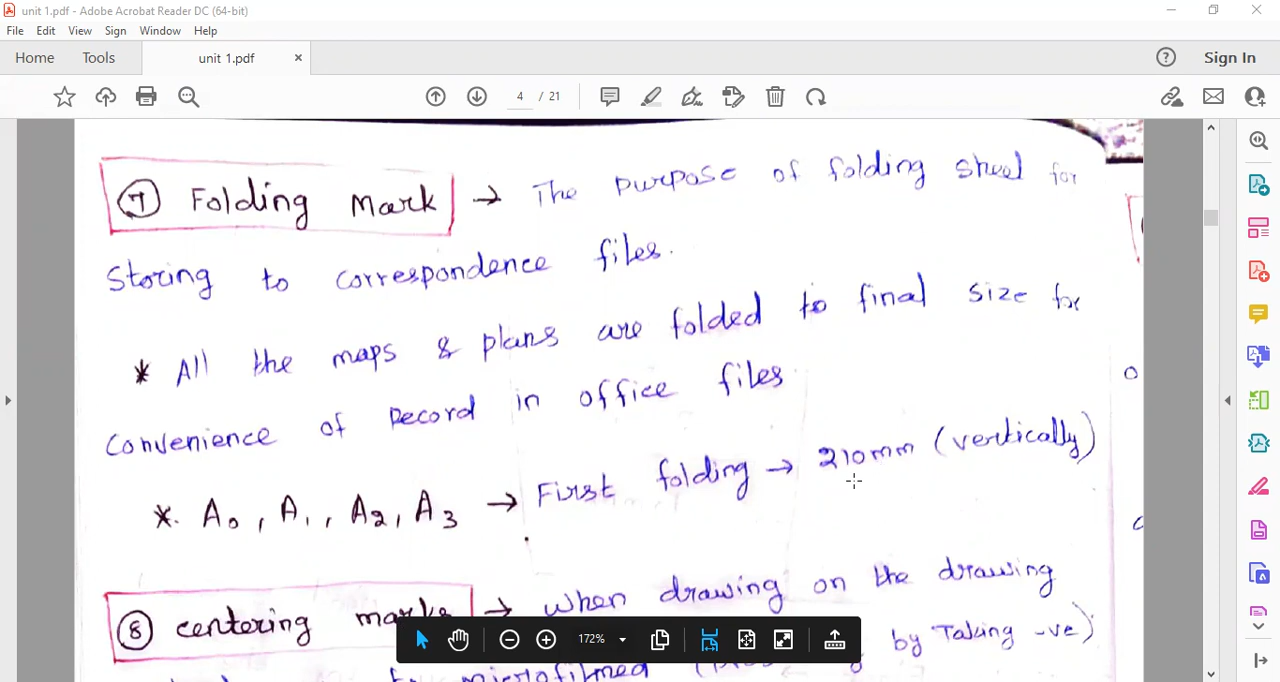 unit 1.pdf - Adobe Acrobat Reader DC (64-bit)
File Edit View Sign Window Help
Home Tools unit 1.pdf × ? Sign In
4 / 21
7 Folding Mark → The purpose of folding sheel for
Storing to correspondence files.
* All the maps & plans are folded to final size for
convenience of Record in office files
*. A0, A1, A2, A3 → First folding → 210mm (vertically)
8 centering marks → When drawing on the drawing
by Taking -ve)
microfilmed
172%